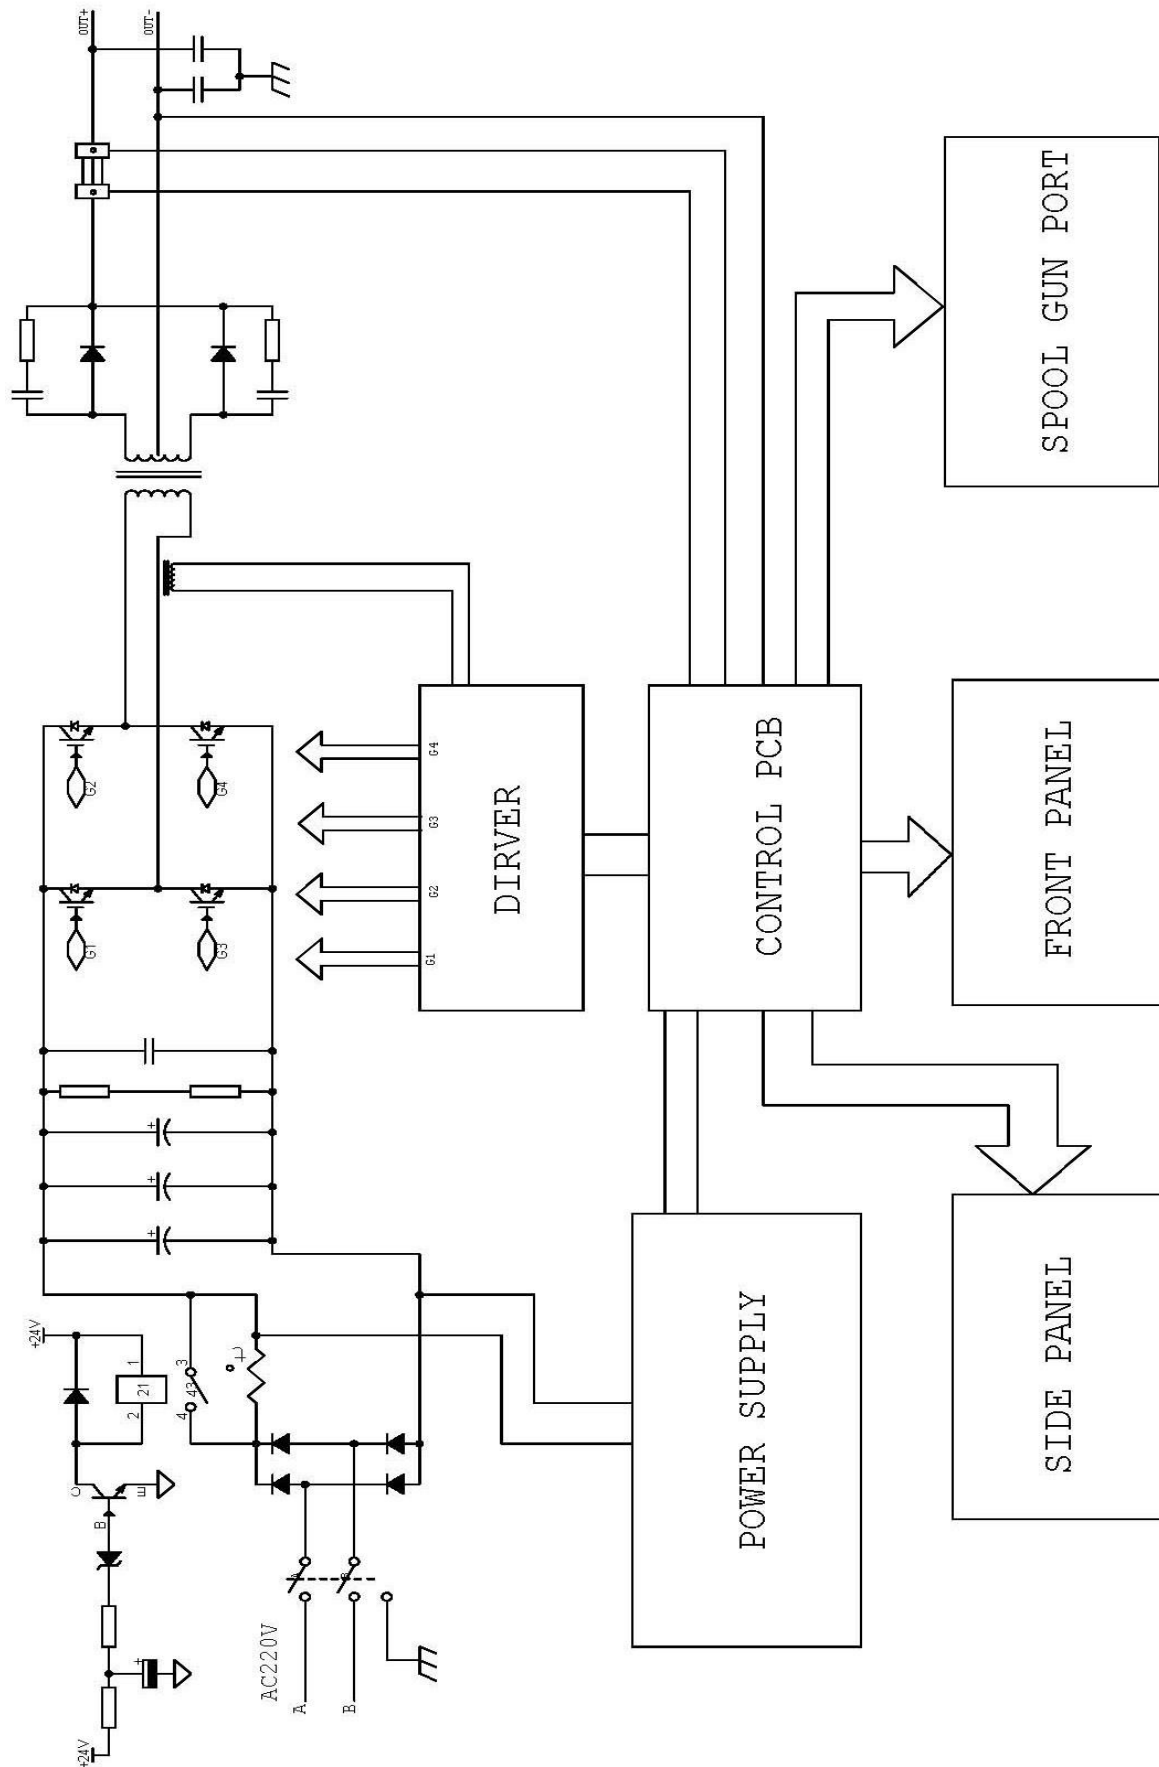 OUT+
OUT-
SPOOL GUN PORT
G2
G4
G1
G3
G4
G3
G2
G1
DIRVER
CONTROL PCB
FRONT PANEL
+
+
+
+24V
1
21
2
3
43
4
C
B
E
POWER SUPPLY
SIDE PANEL
A
B
+
+24V
AC220V
A
B